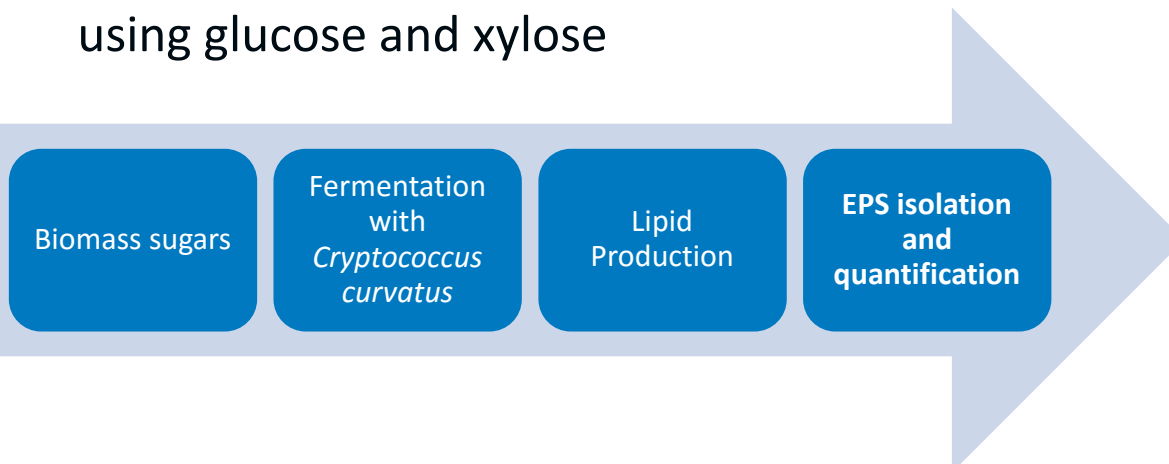 using glucose and xylose
Biomass sugars
Fermentation
with
Cryptococcus
curvatus
Lipid
Production
EPS isolation
and
quantification